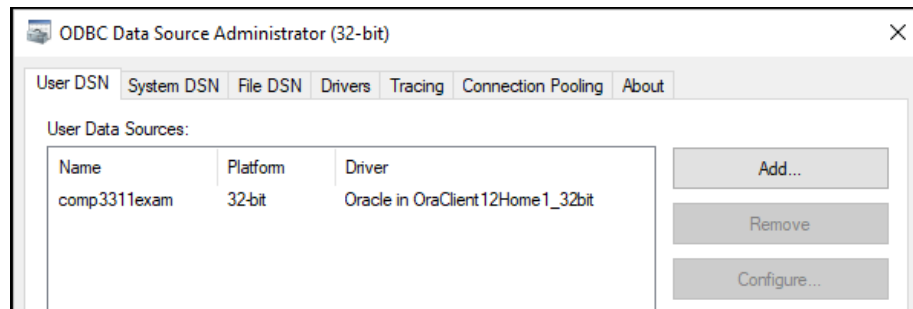 ODBC Data Source Administrator (32-bit)
User DSN System DSN File DSN Drivers Tracing Connection Pooling About
User Data Sources:
Name Platform Driver
comp3311exam 32-bit Oracle in OraClient12Home1_32bit
Add...
Remove
Configure...